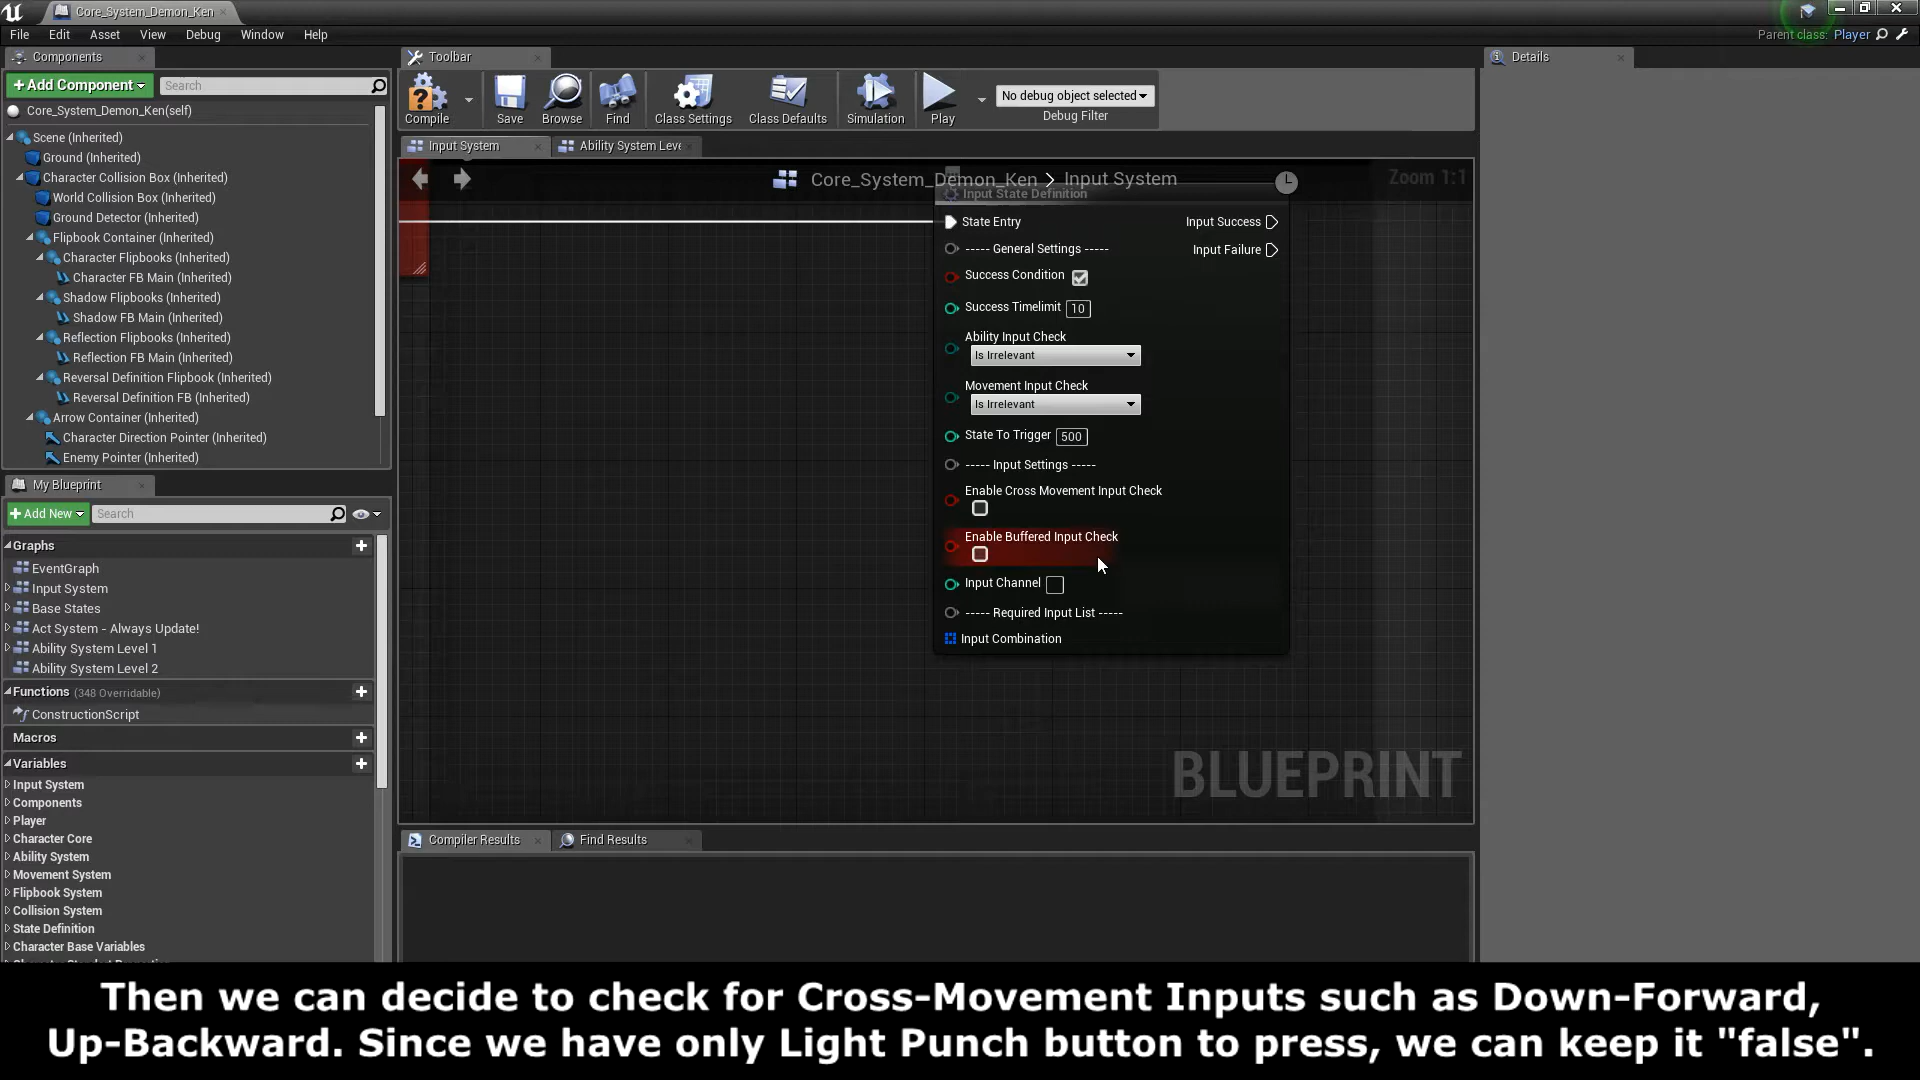 Core_System_Demon_Ken
File Edit Asset View Debug Window Help
Parent class: Player
Components
+Add Component
Search
Core_System_Demon_Ken(self)
Scene (Inherited)
Ground (Inherited)
Character Collision Box (Inherited)
World Collision Box (Inherited)
Ground Detector (Inherited)
Flipbook Container (Inherited)
Character Flipbooks (Inherited)
Character FB Main (Inherited)
Shadow Flipbooks (Inherited)
Shadow FB Main (Inherited)
Reflection Flipbooks (Inherited)
Reflection FB Main (Inherited)
Reversal Definition Flipbook (Inherited)
Reversal Definition FB (Inherited)
Arrow Container (Inherited)
Character Direction Pointer (Inherited)
Enemy Pointer (Inherited)
My Blueprint
+Add New
Search
Graphs
EventGraph
Input System
Base States
Act System - Always Update!
Ability System Level 1
Ability System Level 2
Functions (348 Overridable)
ConstructionScript
Macros
Variables
Input System
Components
Player
Character Core
Ability System
Movement System
Flipbook System
Collision System
State Definition
Character Base Variables
Toolbar
Compile
Save
Browse
Find
Class Settings
Class Defaults
Simulation
Play
No debug object selected
Debug Filter
Input System
Ability System Leve
Core_System_Demon_Ken > Input System
Zoom 1:1
Input State Definition
State Entry
Input Success
----- General Settings -----
Input Failure
Success Condition
Success Timelimit 10
Ability Input Check
Is Irrelevant
Movement Input Check
Is Irrelevant
State To Trigger 500
----- Input Settings -----
Enable Cross Movement Input Check
Enable Buffered Input Check
Input Channel
----- Required Input List -----
Input Combination
BLUEPRINT
Compiler Results
Find Results
Details
Then we can decide to check for Cross-Movement Inputs such as Down-Forward,
Up-Backward. Since we have only Light Punch button to press, we can keep it "false".